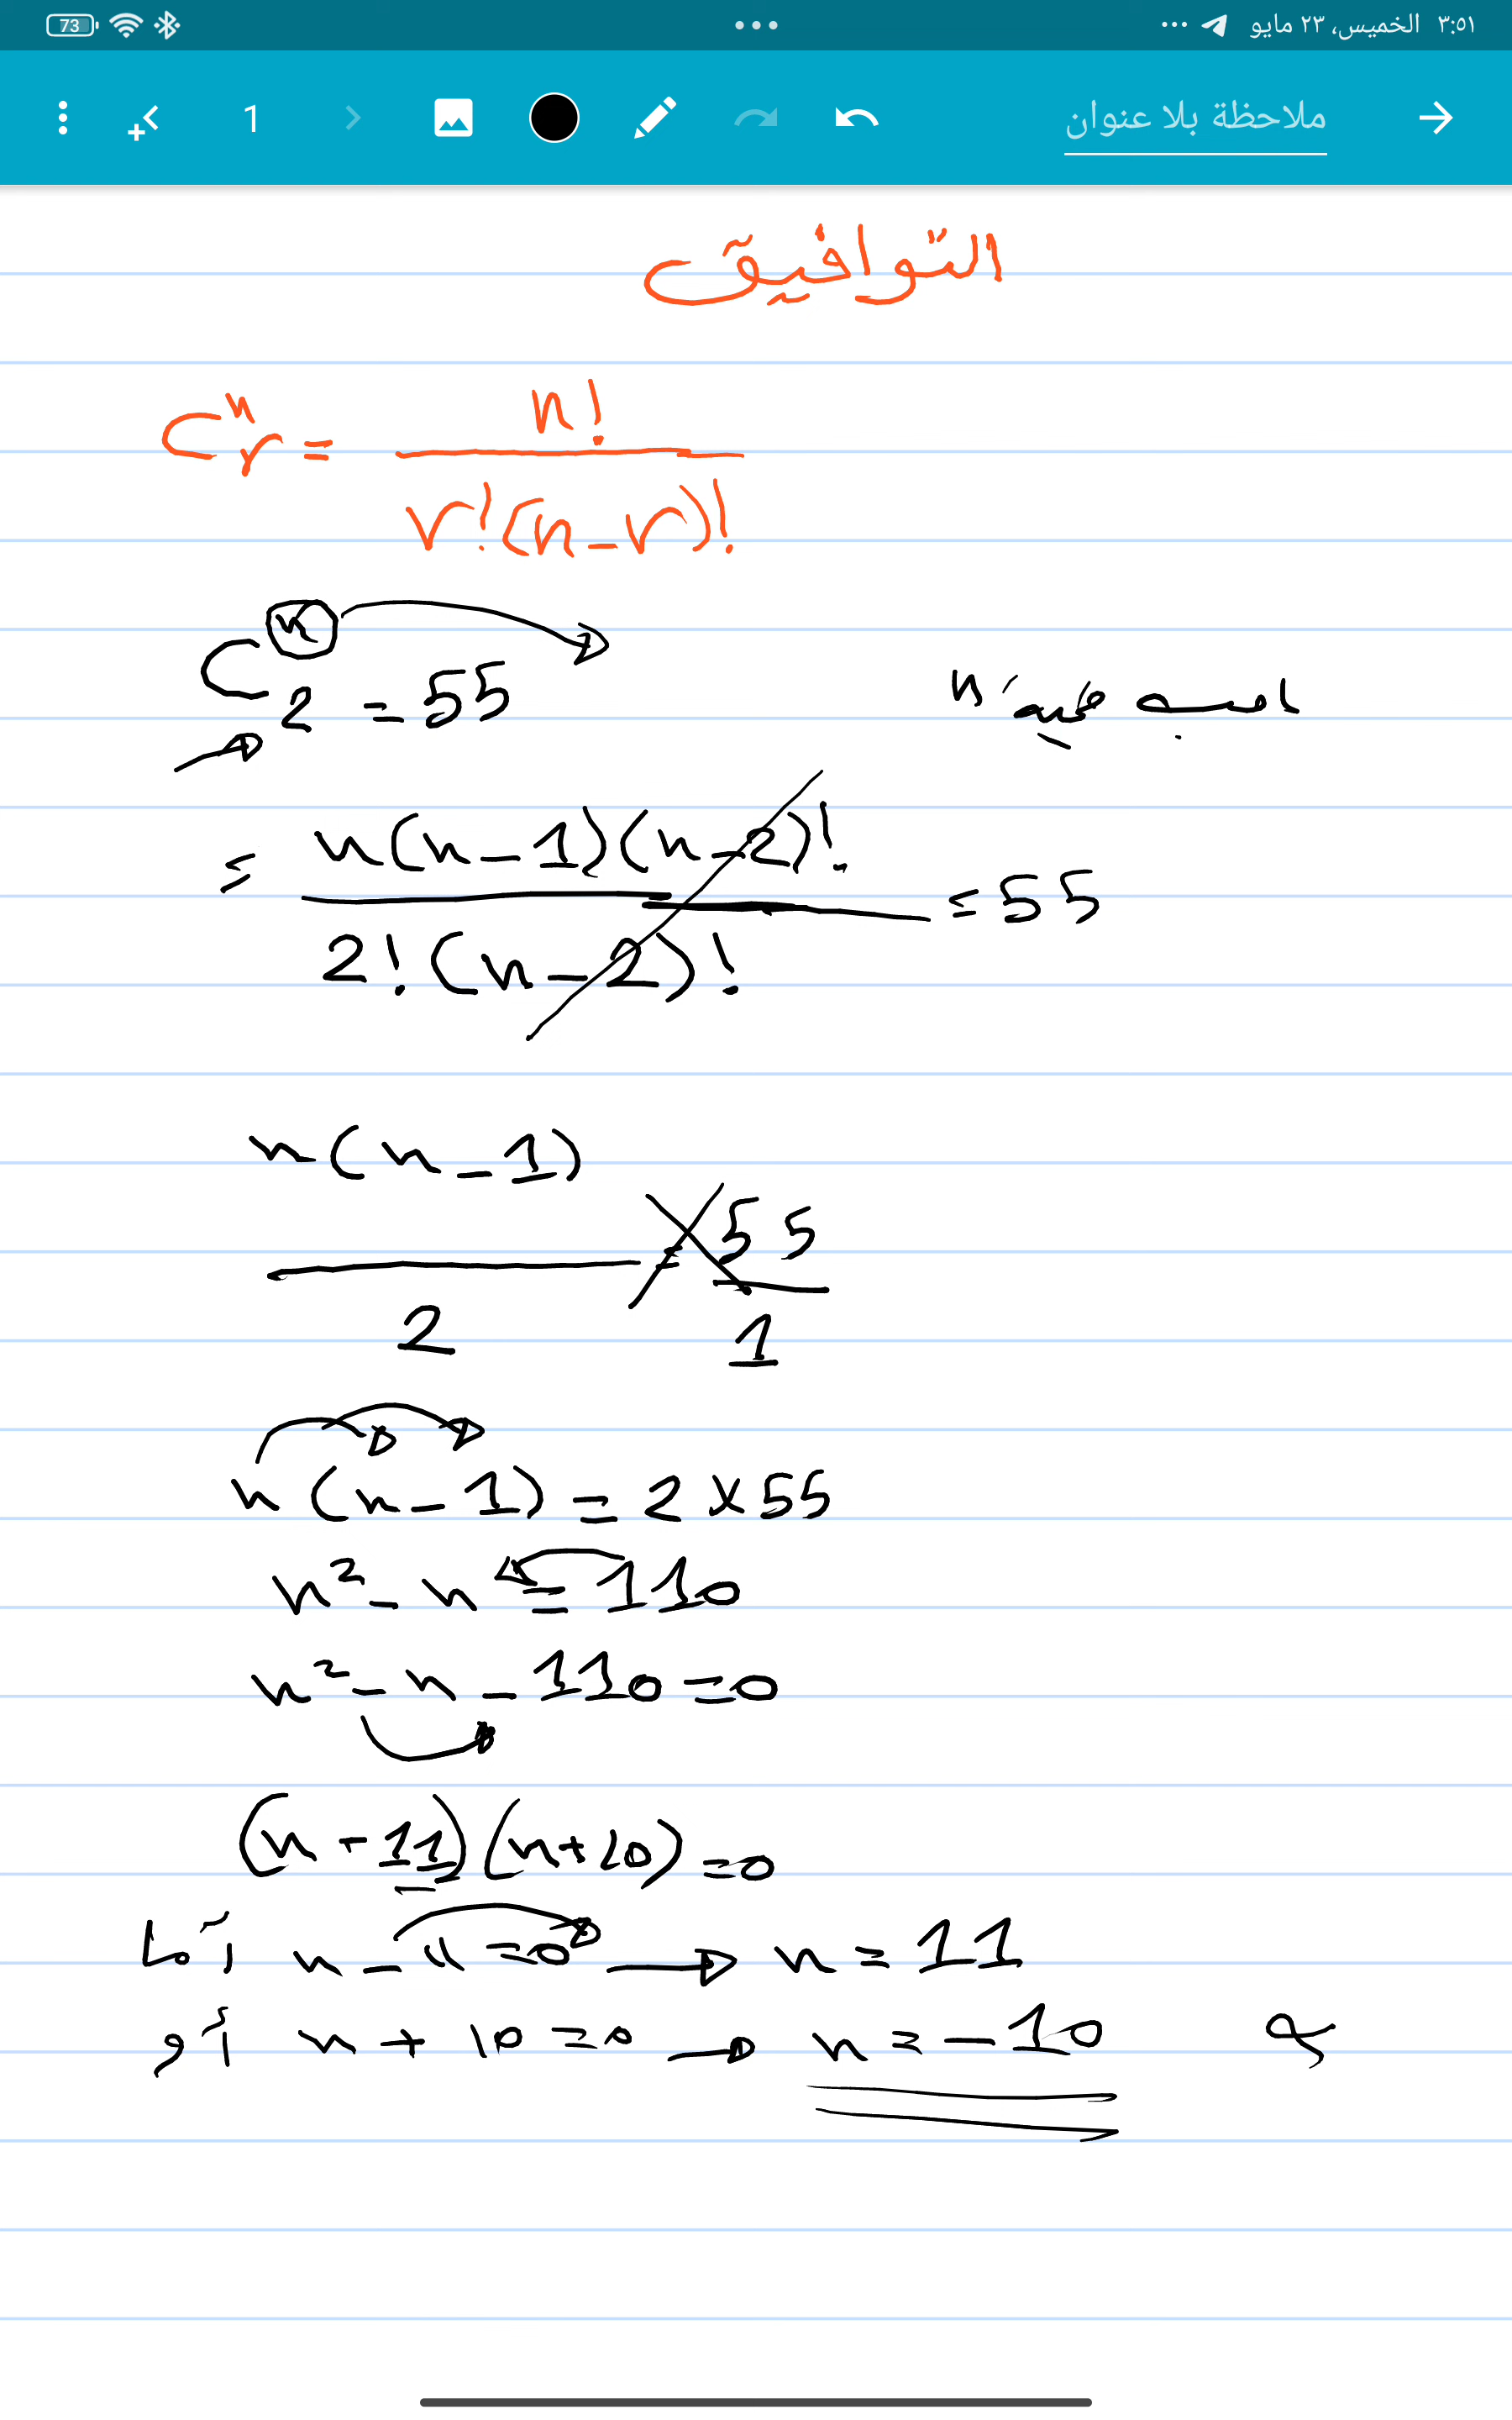 ٣:٥١ الخميس، ٢٣ مايو
73
ملاحظة بلا عنوان
1
التوافيق
C^n_r = n! / r!(n-r)!
C^n_2 = 55
احسب قيمة n
= n(n-1)(n-2)! / 2!(n-2)! = 55
n(n-1) / 2 = 55 / 1
n(n-1) = 2×55
n²-n = 110
n²-n-110=0
(n-11)(n+10)=0
أما n-11=0 → n=11
أو n+10=0 → n=-10